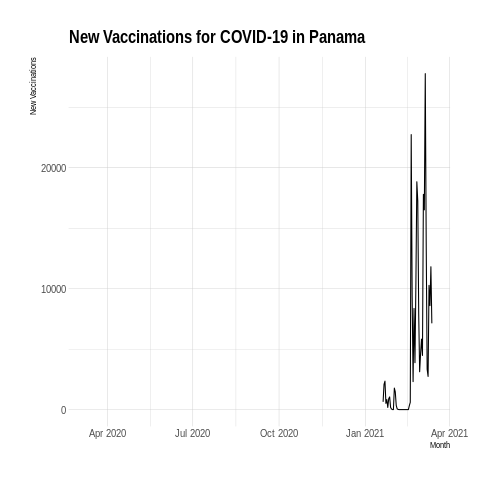 New Vaccinations for COVID-19 in Panama
New Vaccinations
20000
10000
0
Apr 2020 Jul 2020 Oct 2020 Jan 2021 Apr 2021
Month